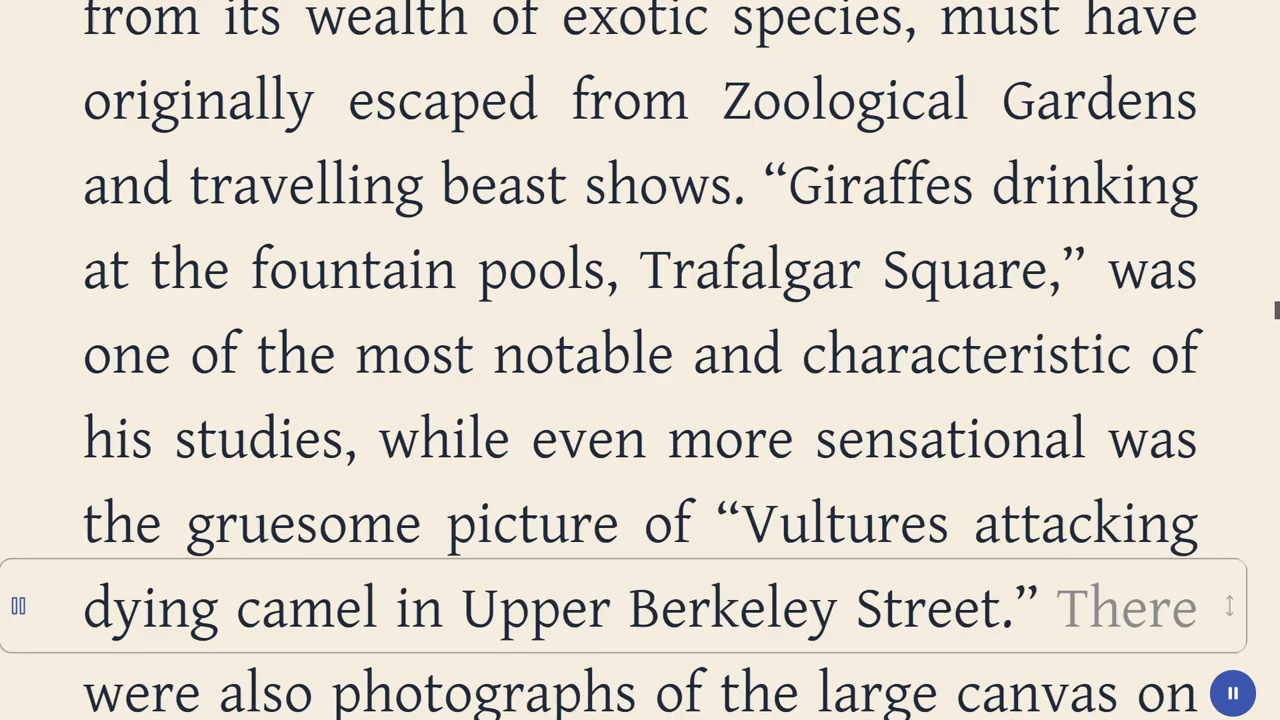 from its wealth of exotic species, must have
originally escaped from Zoological Gardens
and travelling beast shows. “Giraffes drinking
at the fountain pools, Trafalgar Square,” was
one of the most notable and characteristic of
his studies, while even more sensational was
the gruesome picture of “Vultures attacking
dying camel in Upper Berkeley Street.” There
were also photographs of the large canvas on